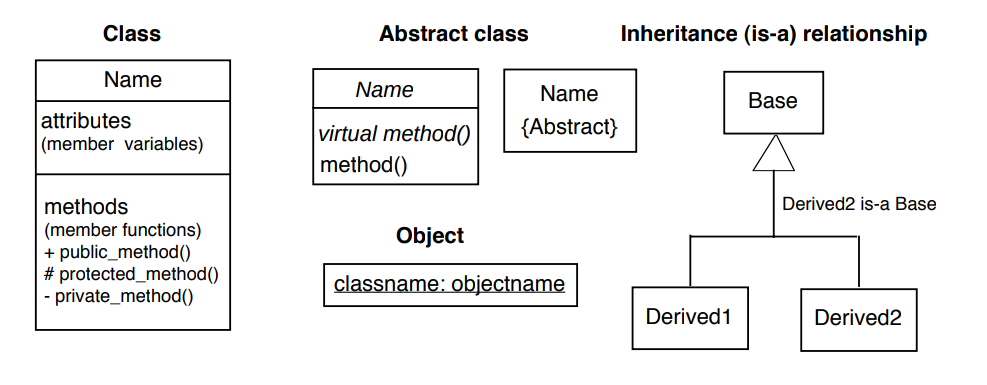 Class
Name
attributes
(member variables)
methods
(member functions)
+ public_method()
# protected_method()
- private_method()
Abstract class
Name
virtual method()
method()
Name
{Abstract}
Object
classname: objectname
Inheritance (is-a) relationship
Base
Derived2 is-a Base
Derived1
Derived2